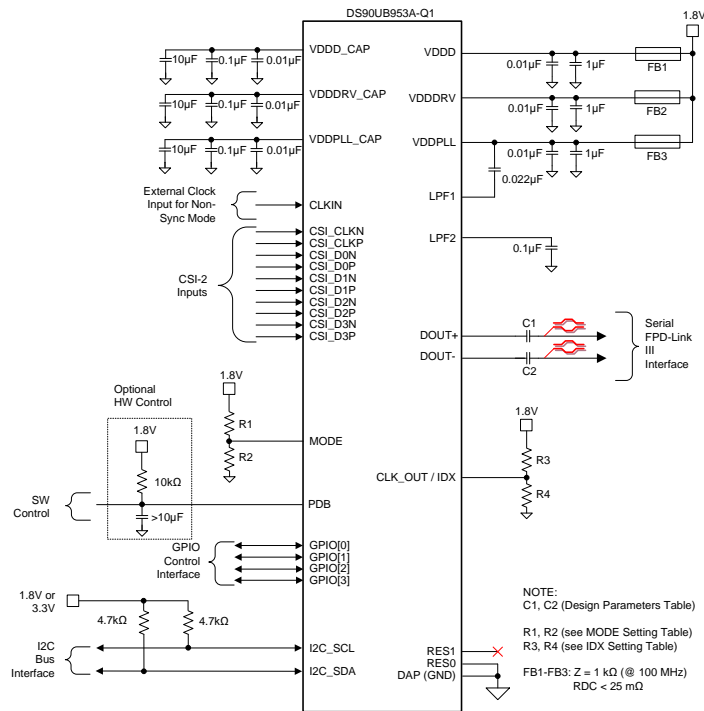 DS90UB953A-Q1
1.8V
VDDD_CAP
10µF
0.1µF
0.01µF
VDDD
0.01µF
1µF
FB1
VDDDRV_CAP
10µF
0.1µF
0.01µF
VDDDRV
0.01µF
1µF
FB2
VDDPLL_CAP
10µF
0.1µF
0.01µF
VDDPLL
0.01µF
1µF
FB3
0.022µF
LPF1
External Clock
Input for Non-
Sync Mode
CLKIN
LPF2
0.1µF
CSI-2
Inputs
CSI_CLKN
CSI_CLKP
CSI_D0N
CSI_D0P
CSI_D1N
CSI_D1P
CSI_D2N
CSI_D2P
CSI_D3N
CSI_D3P
DOUT+
DOUT-
C1
C2
Serial
FPD-Link
III
Interface
Optional
HW Control
1.8V
1.8V
R1
R2
MODE
10kΩ
>10µF
SW
Control
PDB
1.8V
R3
R4
CLK_OUT / IDX
GPIO
Control
Interface
GPIO[0]
GPIO[1]
GPIO[2]
GPIO[3]
1.8V or
3.3V
4.7kΩ
4.7kΩ
I2C
Bus
Interface
I2C_SCL
I2C_SDA
RES1
RES0
DAP (GND)
NOTE:
C1, C2 (Design Parameters Table)
R1, R2 (see MODE Setting Table)
R3, R4 (see IDX Setting Table)
FB1-FB3: Z = 1 kΩ (@ 100 MHz)
RDC < 25 mΩ